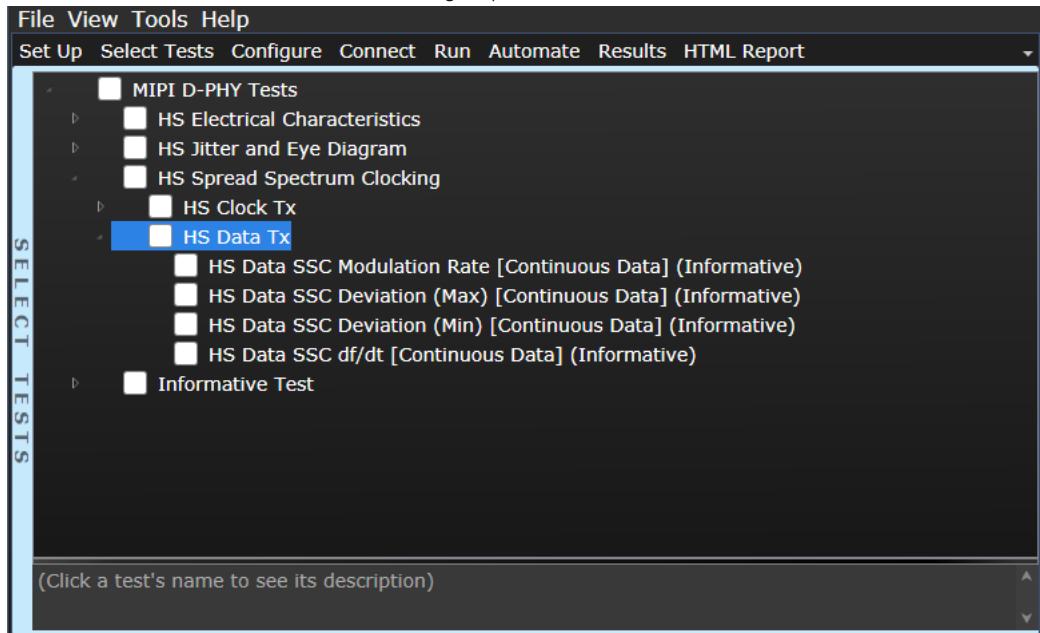 File View Tools Help
Set Up Select Tests Configure Connect Run Automate Results HTML Report
MIPI D-PHY Tests
HS Electrical Characteristics
HS Jitter and Eye Diagram
HS Spread Spectrum Clocking
HS Clock Tx
HS Data Tx
HS Data SSC Modulation Rate [Continuous Data] (Informative)
HS Data SSC Deviation (Max) [Continuous Data] (Informative)
HS Data SSC Deviation (Min) [Continuous Data] (Informative)
HS Data SSC df/dt [Continuous Data] (Informative)
Informative Test
SELECT TESTS
(Click a test's name to see its description)